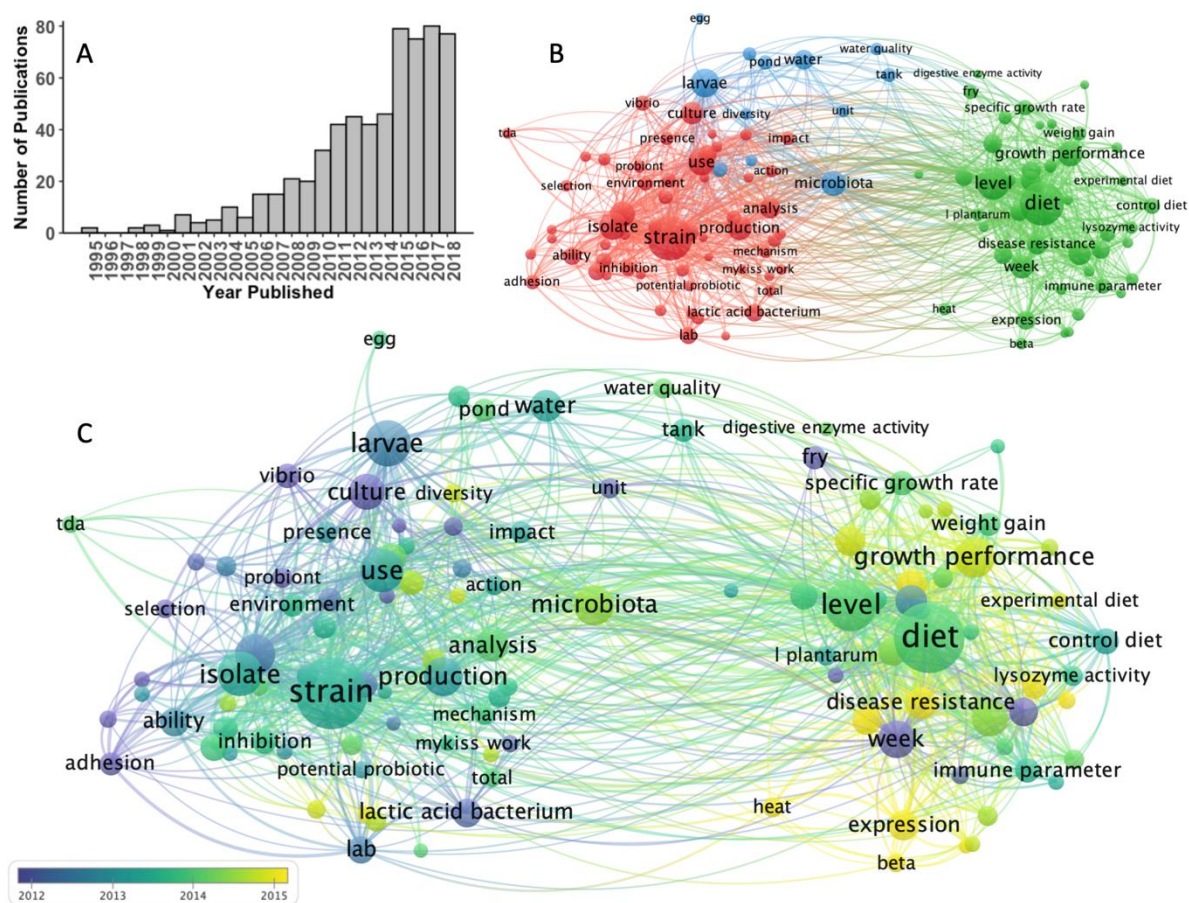 A
Number of Publications
80
60
40
20
0
1995
1996
1997
1998
1999
2000
2001
2002
2003
2004
2005
2006
2007
2008
2009
2010
2011
2012
2013
2014
2015
2016
2017
2018
Year Published
B
egg
water quality
pond water
tank
digestive enzyme activity
fry
larvae
specific growth rate
vibrio
culture
diversity
unit
weight gain
tda
presence
impact
growth performance
use
probiont
action
selection
environment
microbiota
level
experimental diet
diet
control diet
analysis
l plantarum
isolate
strain
production
lysozyme activity
disease resistance
ability
mechanism
week
inhibition
mykiss work
adhesion
potential probiotic
total
immune parameter
lactic acid bacterium
heat
expression
lab
beta
C
egg
water quality
pond water
digestive enzyme activity
tank
larvae
fry
vibrio
specific growth rate
culture
diversity
unit
tda
presence
impact
weight gain
growth performance
use
probiont
action
selection
environment
microbiota
level
experimental diet
diet
control diet
analysis
l plantarum
isolate
strain
production
lysozyme activity
disease resistance
ability
mechanism
week
inhibition
mykiss work
adhesion
potential probiotic
total
immune parameter
lactic acid bacterium
heat
expression
lab
beta
2012
2013
2014
2015